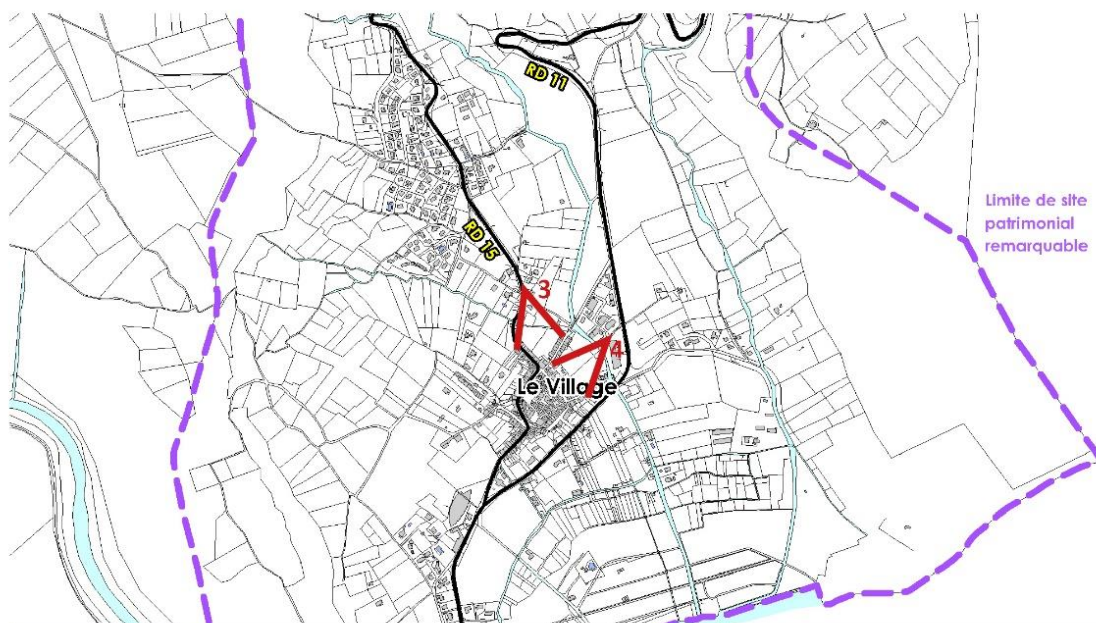 RD 11
Limite de site
patrimonial
remarquable
RD 15
3
4
Le Village